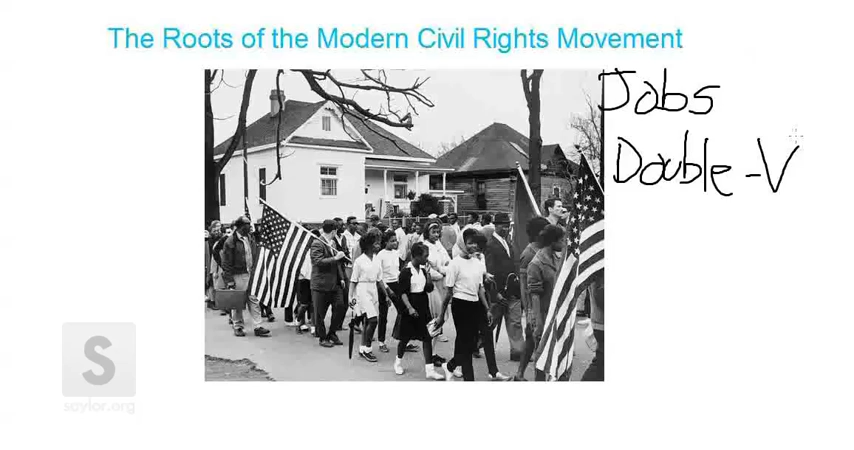 The Roots of the Modern Civil Rights Movement
Jobs
Double-V
S
saylor.org